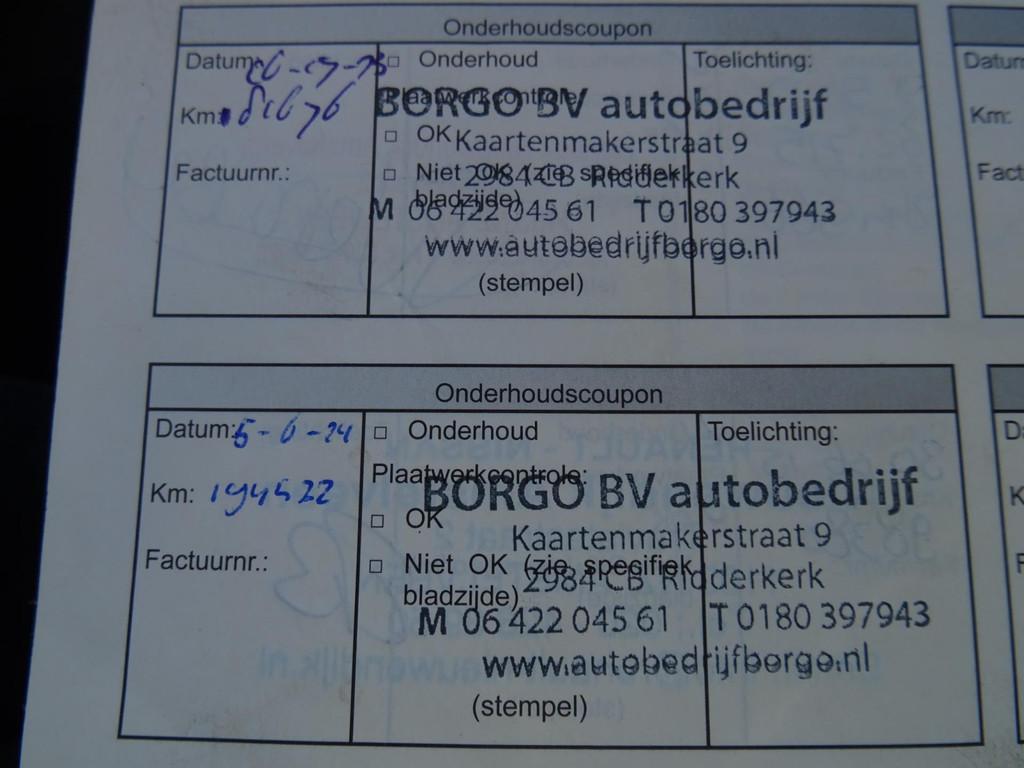 Onderhoudscoupon
Datum:
Onderhoud
Toelichting:
Plaatwerkcontrole:
BORGO BV autobedrijf
Km:
OK
Kaartenmakerstraat 9
Factuurnr.:
Niet OK (zie specifiek
bladzijde)
2984 CB Ridderkerk
M 06 422 045 61 T 0180 397943
www.autobedrijfborgo.nl
(stempel)
Datum
Km:
Fact
Onderhoudscoupon
Datum: 5-6-24
Onderhoud
Toelichting:
Plaatwerkcontrole:
BORGO BV autobedrijf
Km: 194522
OK
Kaartenmakerstraat 9
Factuurnr.:
Niet OK (zie specifiek
bladzijde)
2984 CB Ridderkerk
M 06 422 045 61 T 0180 397943
www.autobedrijfborgo.nl
(stempel)